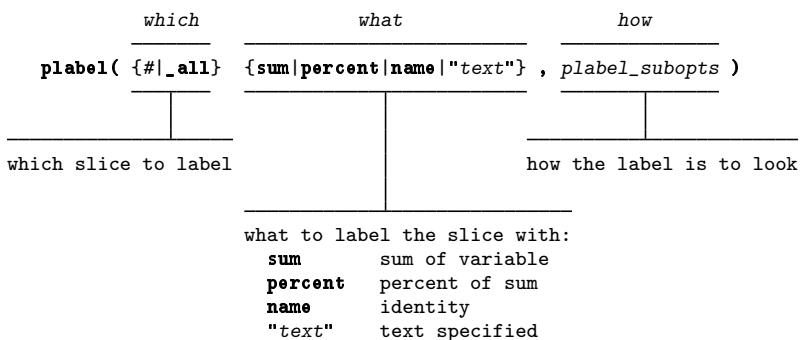 which what how
plabel( {#|_all} {sum|percent|name|"text"} , plabel_subopts )
which slice to label how the label is to look
what to label the slice with:
sum sum of variable
percent percent of sum
name identity
"text" text specified